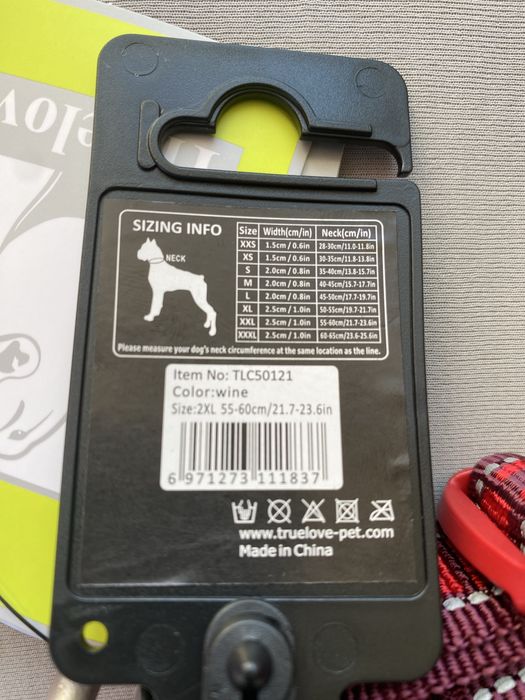 Truelove
SIZING INFO
NECK
Size Width(cm/in) Neck(cm/in)
XXS 1.5cm/0.6in 28-30cm/11.0-11.8in
XS 1.5cm/0.6in 30-35cm/11.8-13.8in
S 2.0cm/0.8in 35-40cm/13.8-15.7in
M 2.0cm/0.8in 40-45cm/15.7-17.7in
L 2.0cm/0.8in 45-50cm/17.7-19.7in
XL 2.5cm/1.0in 50-55cm/19.7-21.7in
XXL 2.5cm/1.0in 55-60cm/21.7-23.6in
XXXL 2.5cm/1.0in 60-65cm/23.6-25.6in
Please measure your dog's neck circumference at the same location as the line.
Item No: TLC50121
Color:wine
Size:2XL 55-60cm/21.7-23.6in
6 971273 111837
www.truelove-pet.com
Made in China